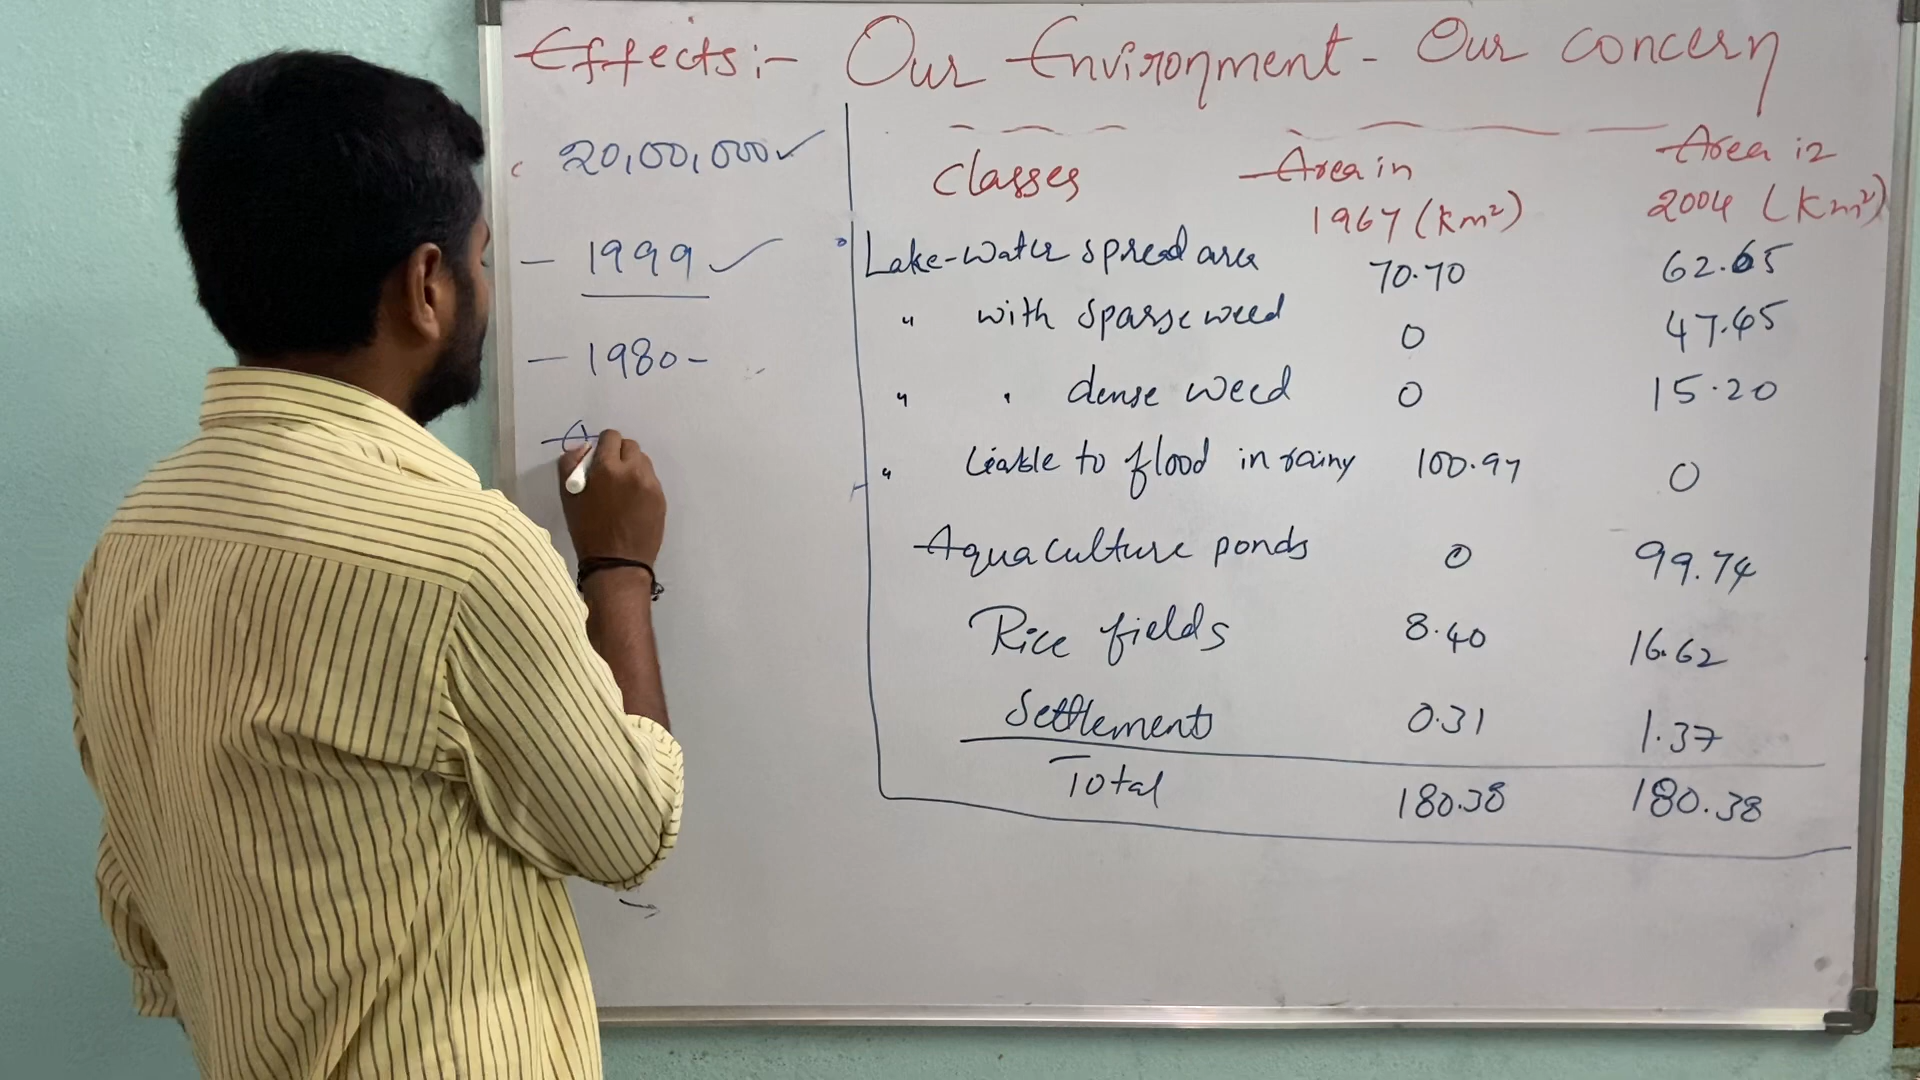 Effects:- Our Environment - Our concern
20,00,000✓
- 1999 ✓
- 1980 -
Classes Area in 1967 (km²) Area in 2004 (Km²)
Lake-Water spread area 70.70 62.65
" with sparse weed 0 47.45
" " dense weed 0 15.20
" Liable to flood in rainy 100.97 0
Aquaculture ponds 0 99.74
Rice fields 8.40 16.62
Settlements 0.31 1.37
Total 180.38 180.38